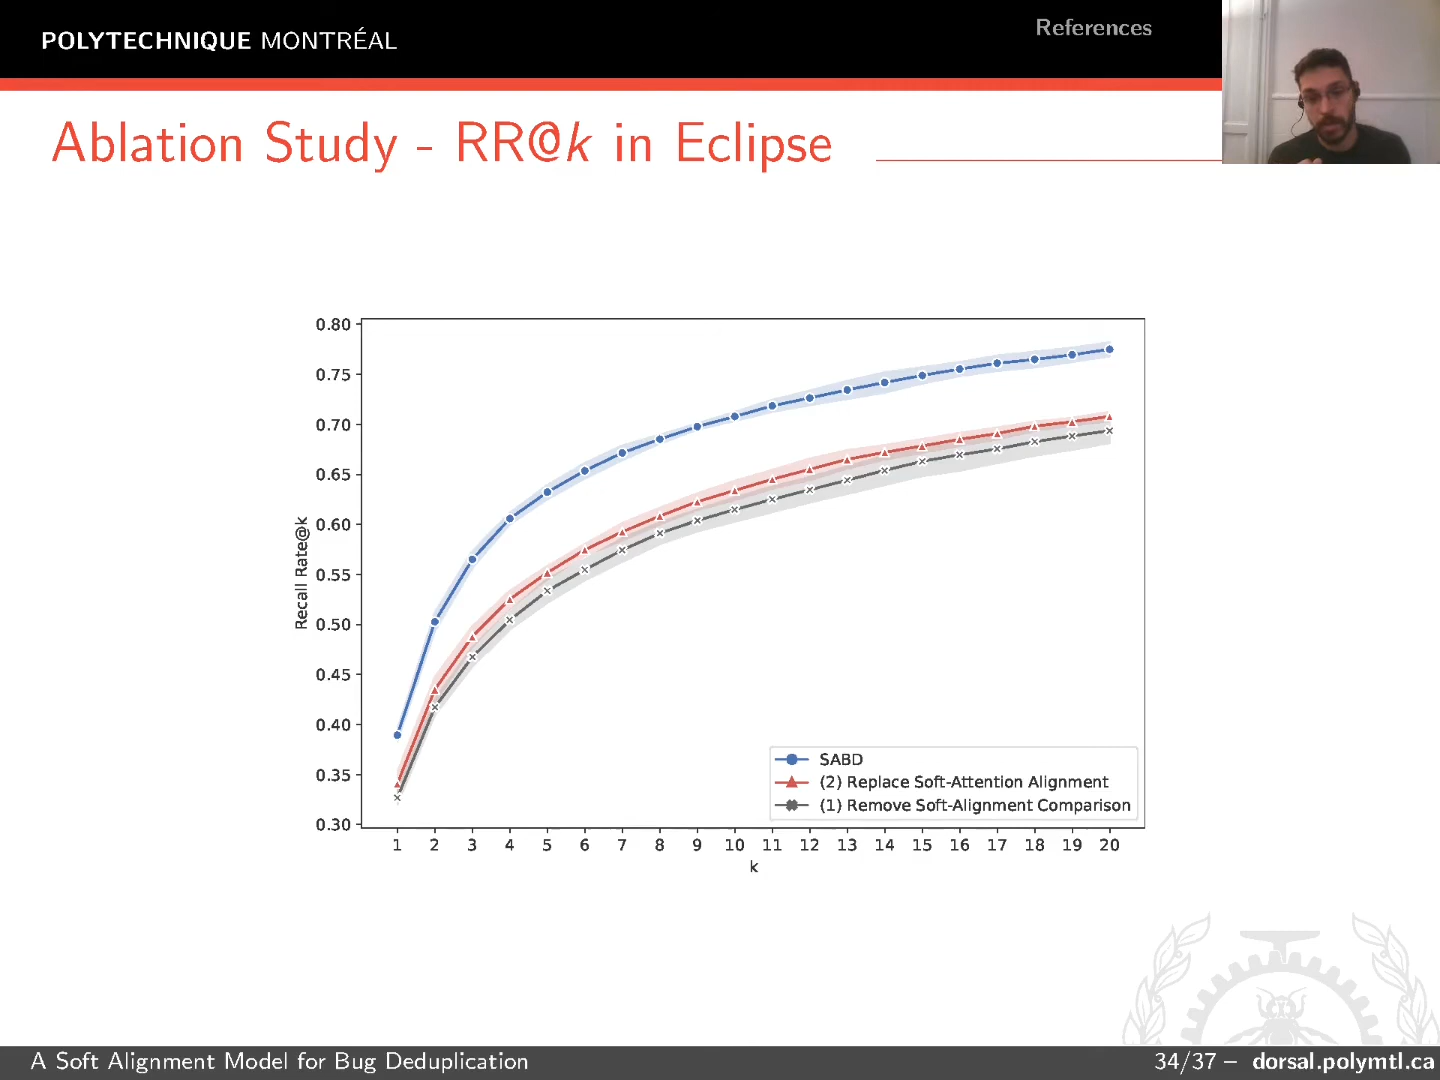 References
POLYTECHNIQUE MONTRÉAL
Ablation Study - RR@k in Eclipse
0.80
0.75
0.70
0.65
0.60
0.55
0.50
0.45
0.40
0.35
0.30
Recall Rate@k
SABD
(2) Replace Soft-Attention Alignment
(1) Remove Soft-Alignment Comparison
1 2 3 4 5 6 7 8 9 10 11 12 13 14 15 16 17 18 19 20
k
A Soft Alignment Model for Bug Deduplication
34/37 – dorsal.polymtl.ca